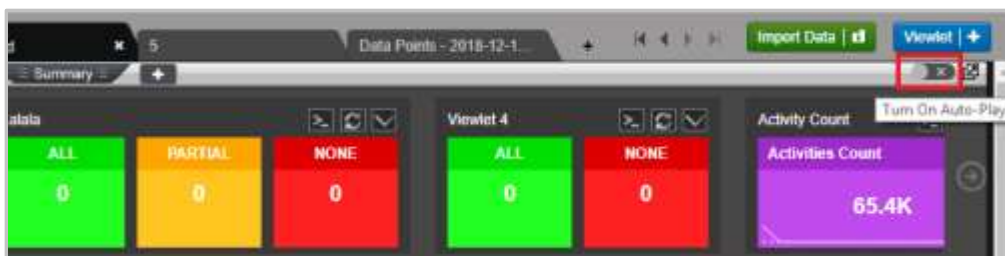 5
Data Points - 2018-12-1...
Import Data
Viewlet
Summary
Turn On Auto-Play
Viewlet 4
Activity Count
ALL
PARTIAL
NONE
ALL
NONE
Activities Count
0
0
0
0
0
65.4K